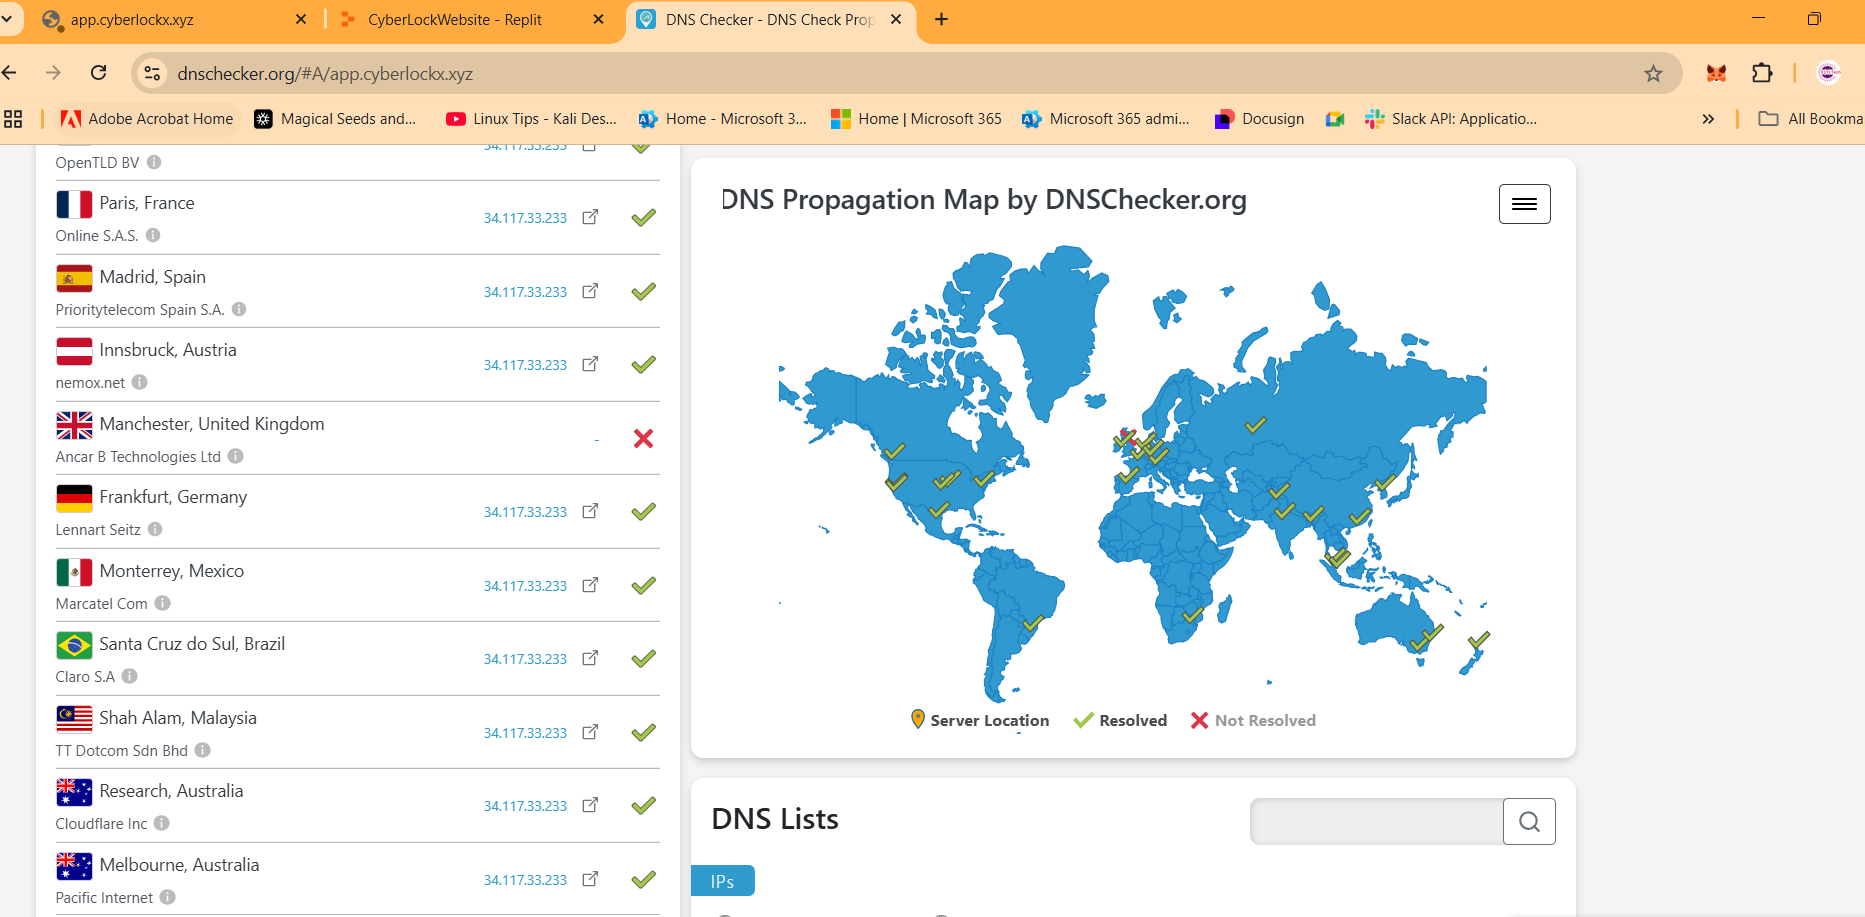 app.cyberlockx.xyz
CyberLockWebsite - Replit
DNS Checker - DNS Check Prop
dnschecker.org/#A/app.cyberlockx.xyz
Adobe Acrobat Home
Magical Seeds and...
Linux Tips - Kali Des...
Home - Microsoft 3...
Home | Microsoft 365
Microsoft 365 admi...
Docusign
Slack API: Applicatio...
All Bookma
34.117.33.233
OpenTLD BV
Paris, France
34.117.33.233
Online S.A.S.
Madrid, Spain
34.117.33.233
Prioritytelecom Spain S.A.
Innsbruck, Austria
34.117.33.233
nemox.net
Manchester, United Kingdom
-
Ancar B Technologies Ltd
Frankfurt, Germany
34.117.33.233
Lennart Seitz
Monterrey, Mexico
34.117.33.233
Marcatel Com
Santa Cruz do Sul, Brazil
34.117.33.233
Claro S.A
Shah Alam, Malaysia
34.117.33.233
TT Dotcom Sdn Bhd
Research, Australia
34.117.33.233
Cloudflare Inc
Melbourne, Australia
34.117.33.233
Pacific Internet
DNS Propagation Map by DNSChecker.org
Server Location
Resolved
Not Resolved
DNS Lists
IPs